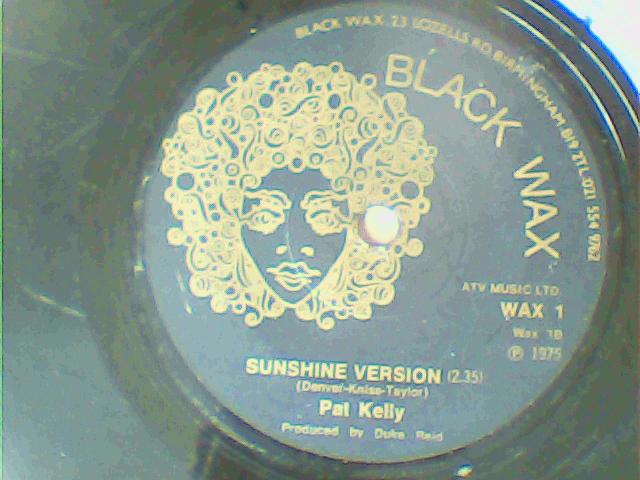 BLACK WAX. 23 LOZELLS RD. BIRMINGHAM. B19 2TL. 021 554 9762
BLACK WAX
ATV MUSIC LTD.
WAX 1
Wax 1B
℗ 1975
SUNSHINE VERSION (2.35)
(Denver-Kniss-Taylor)
Pat Kelly
Produced by Duke Reid